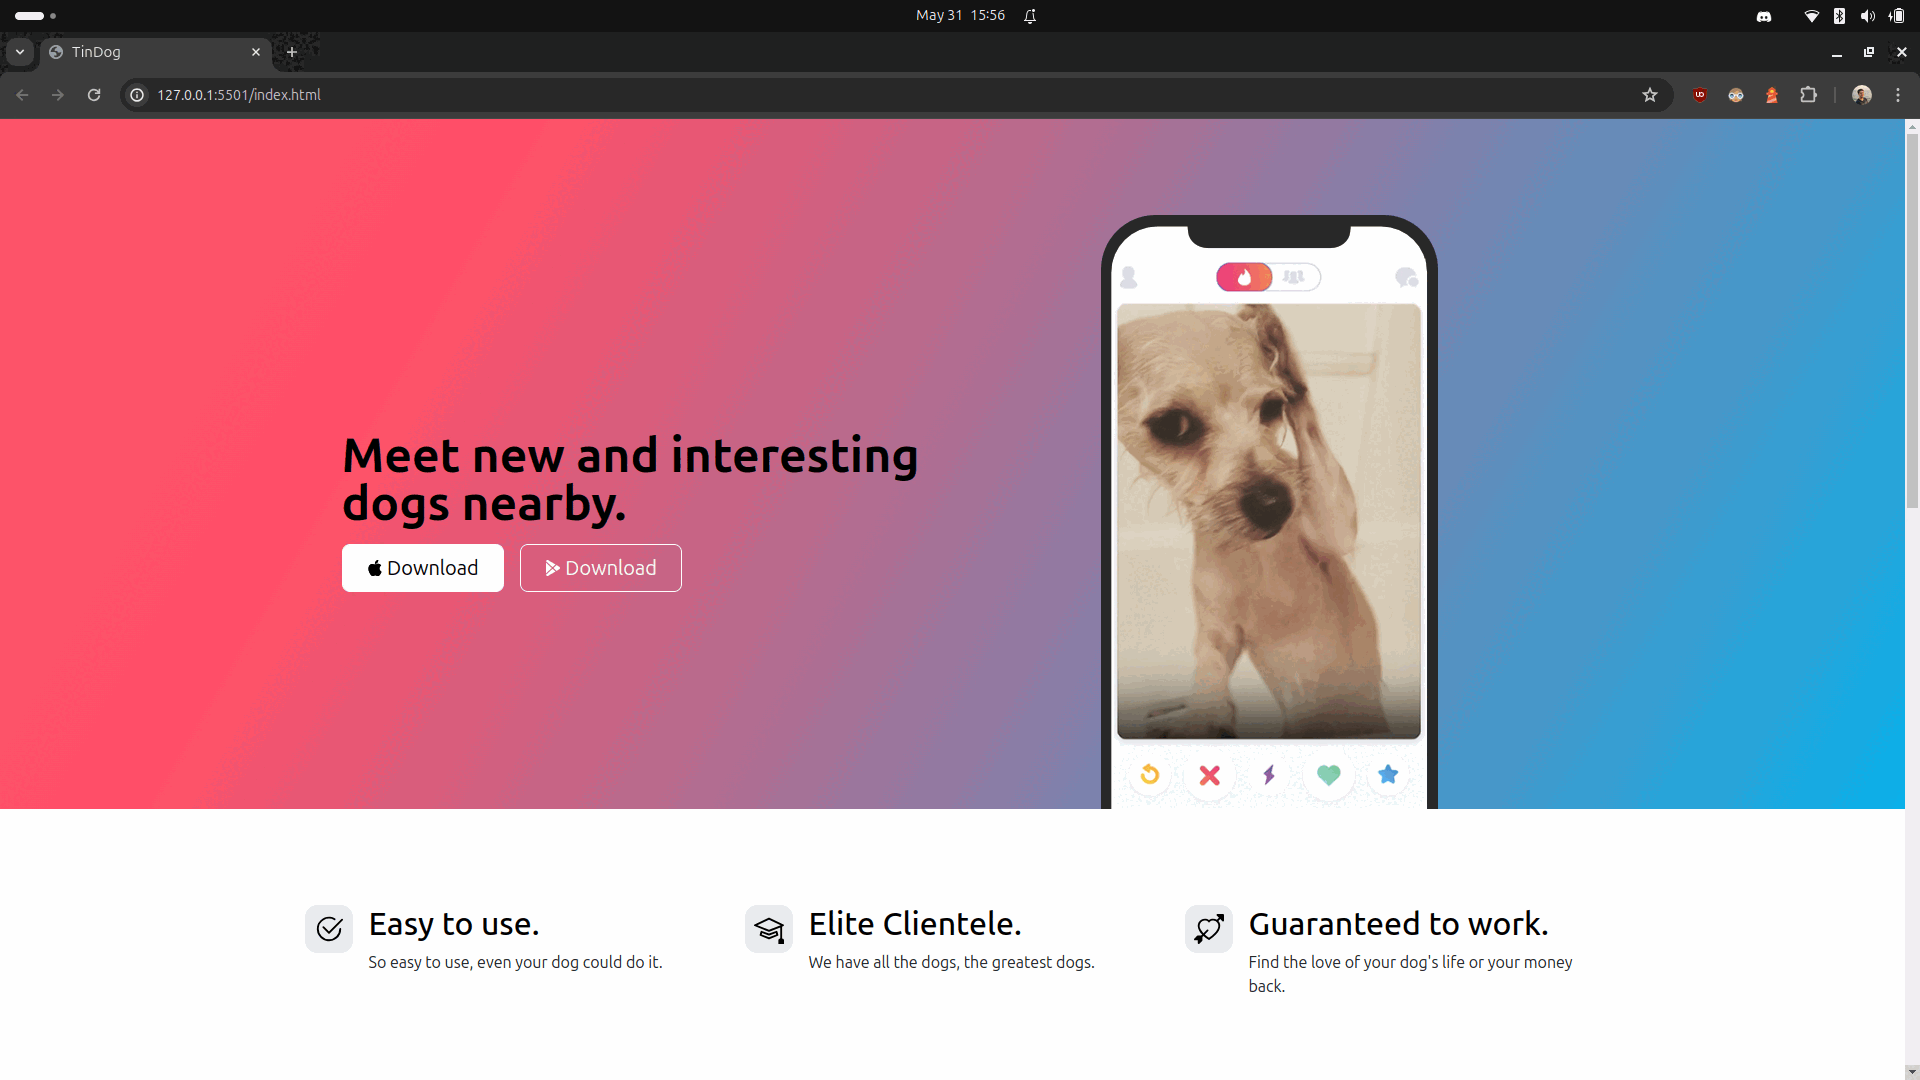 May 31 15:56
TinDog
127.0.0.1:5501/index.html
Meet new and interesting
dogs nearby.
Download
Download
Easy to use.
So easy to use, even your dog could do it.
Elite Clientele.
We have all the dogs, the greatest dogs.
Guaranteed to work.
Find the love of your dog's life or your money
back.